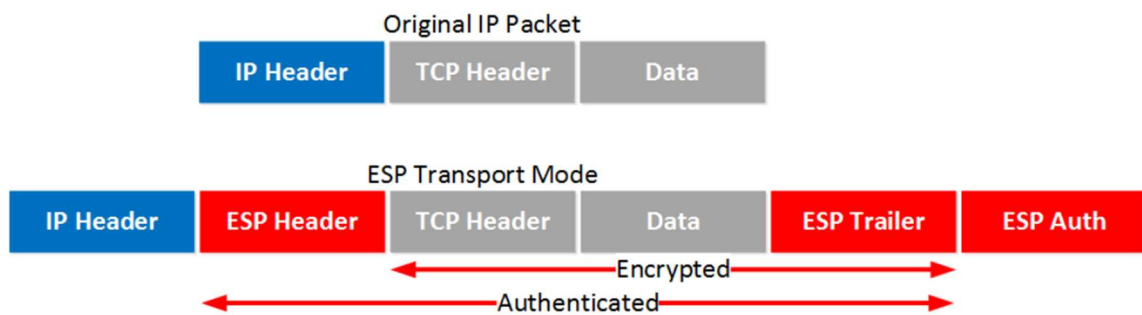 Original IP Packet
IP Header TCP Header Data
ESP Transport Mode
IP Header ESP Header TCP Header Data ESP Trailer ESP Auth
Encrypted
Authenticated